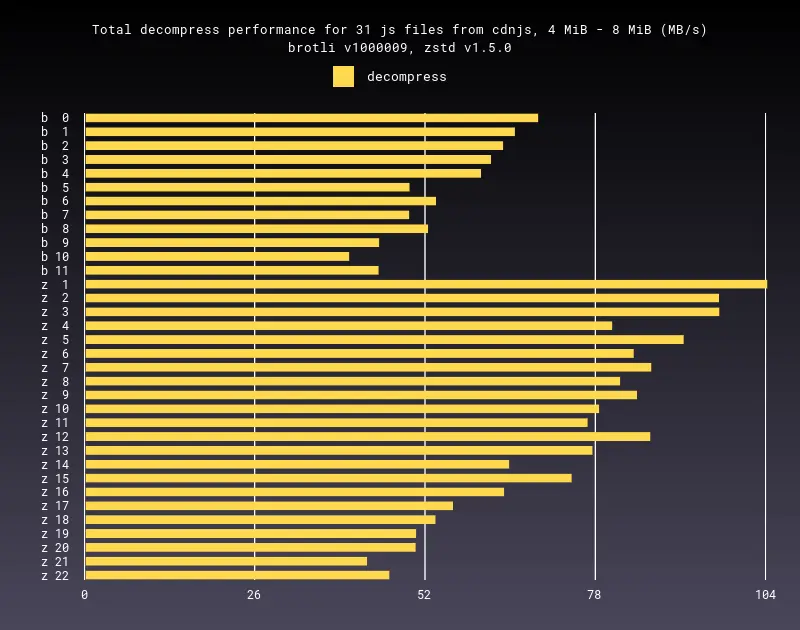 Total decompress performance for 31 js files from cdnjs, 4 MiB - 8 MiB (MB/s)
brotli v1000009, zstd v1.5.0
decompress
b 0
b 1
b 2
b 3
b 4
b 5
b 6
b 7
b 8
b 9
b 10
b 11
z 1
z 2
z 3
z 4
z 5
z 6
z 7
z 8
z 9
z 10
z 11
z 12
z 13
z 14
z 15
z 16
z 17
z 18
z 19
z 20
z 21
z 22
0 26 52 78 104